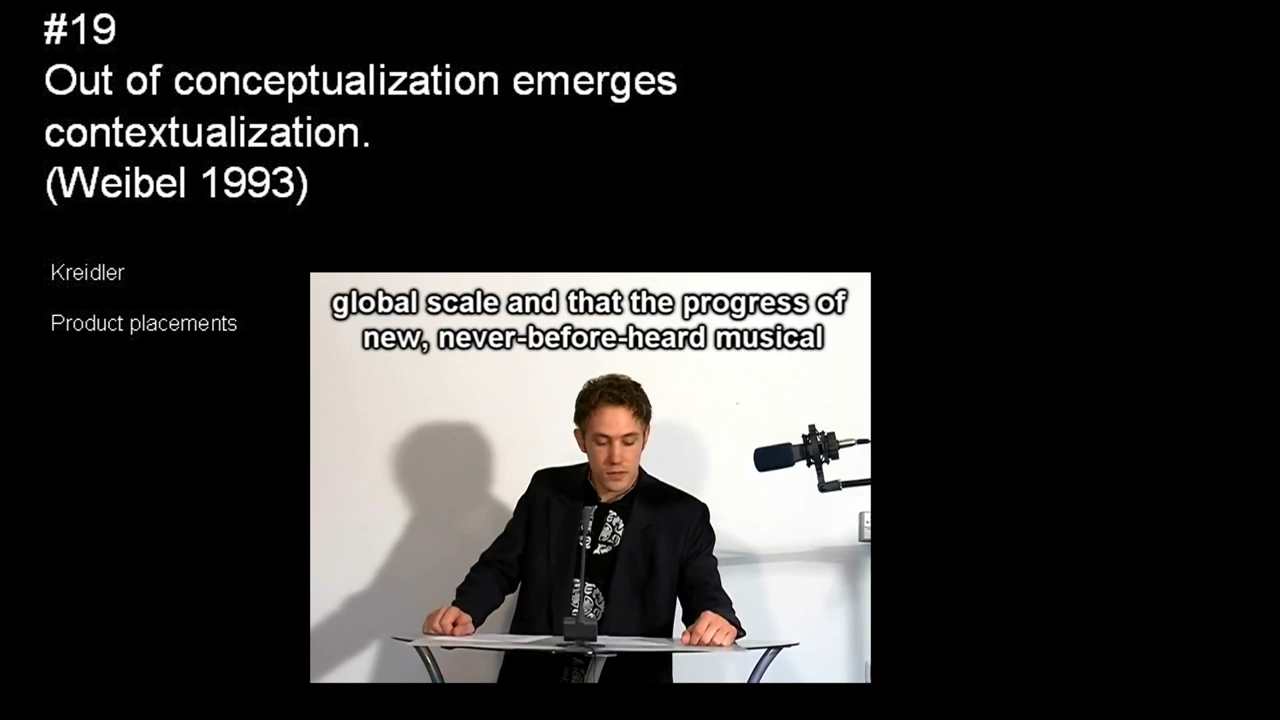 #19
Out of conceptualization emerges
contextualization.
(Weibel 1993)
Kreidler
Product placements
global scale and that the progress of
new, never-before-heard musical